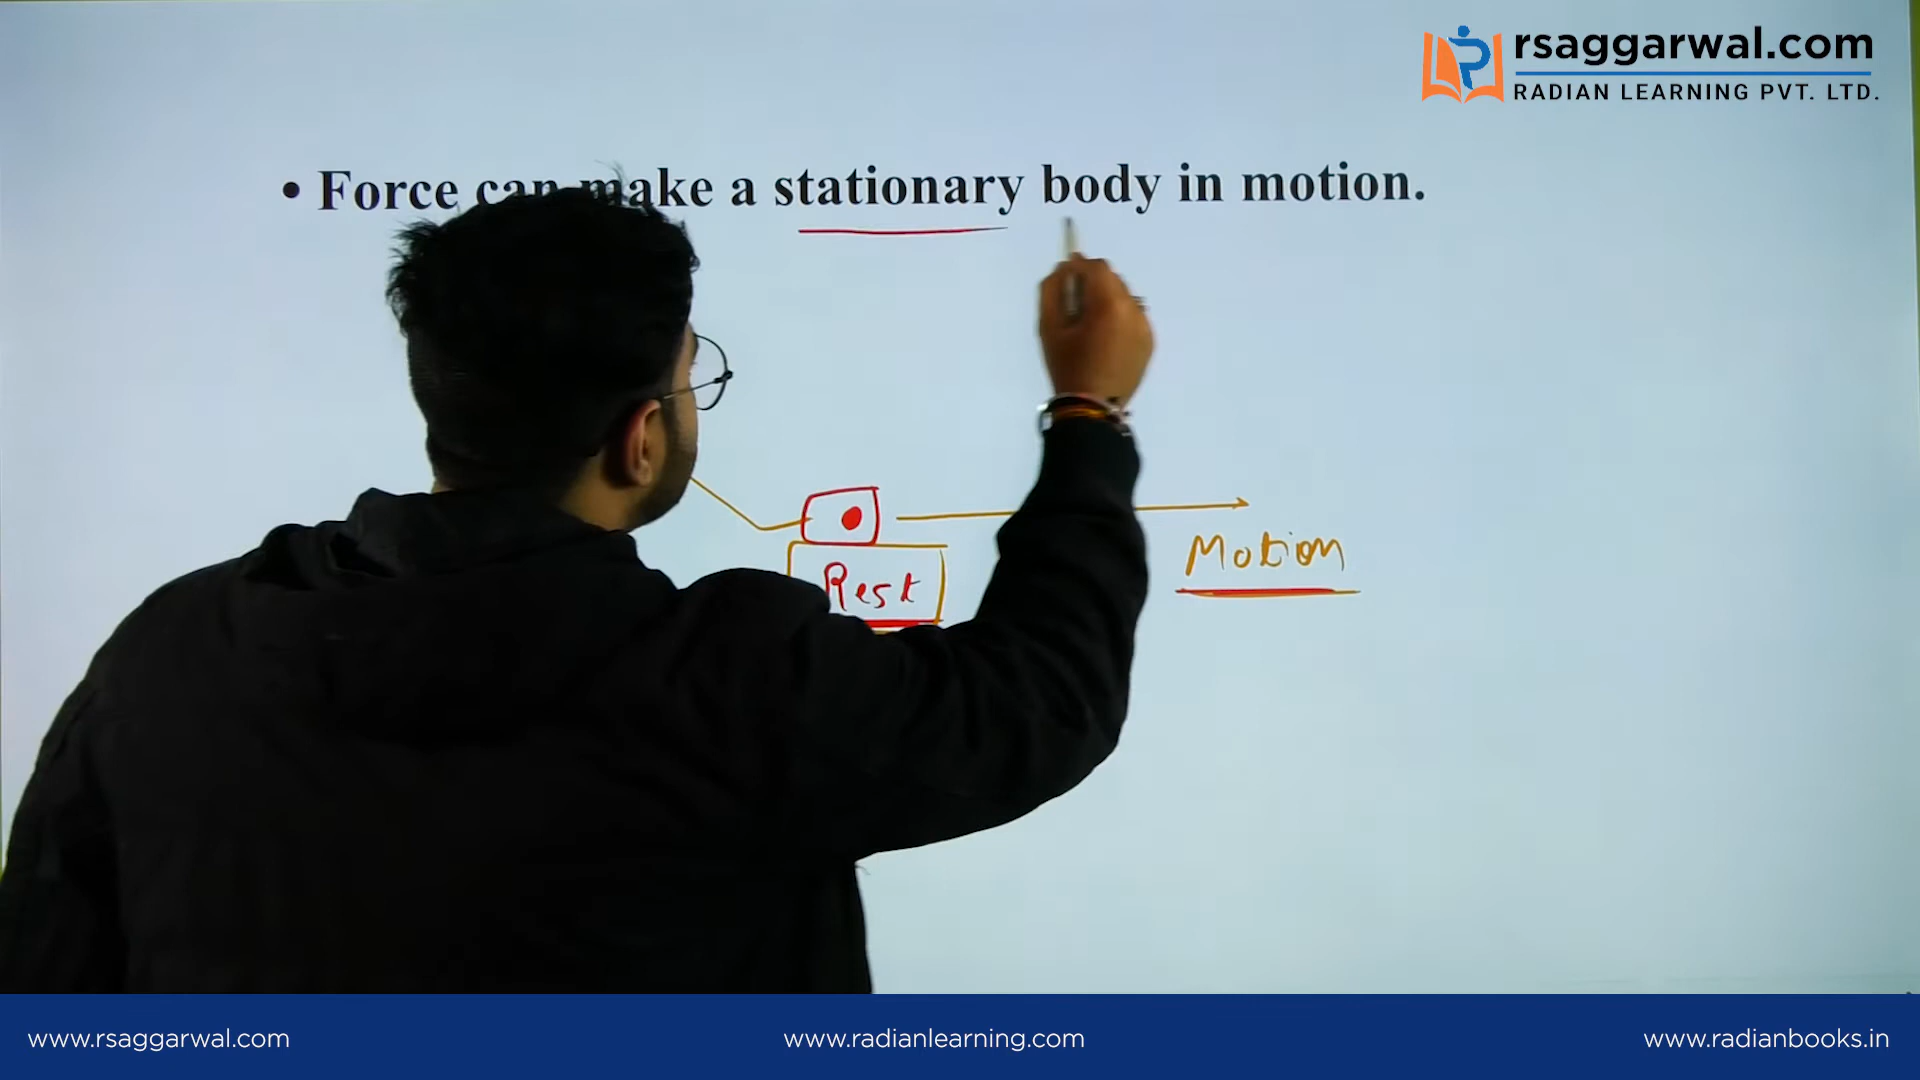 rsaggarwal.com
RADIAN LEARNING PVT. LTD.
• Force can make a stationary body in motion.
Motion
Rest
www.rsaggarwal.com
www.radianlearning.com
www.radianbooks.in